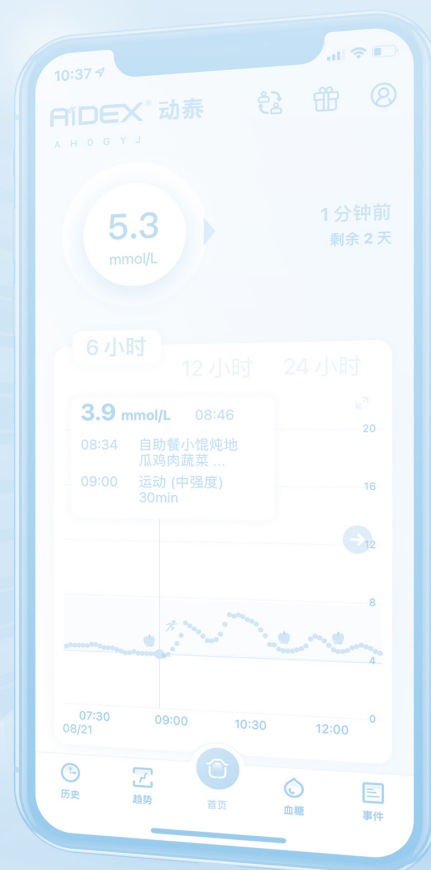 10:37
AiDEX® 动泰
AH0GYJ
5.3
mmol/L
1 分钟前
剩余 2 天
6 小时
12 小时
24 小时
3.9 mmol/L 08:46
08:34 自助餐小馄炖地
瓜鸡肉蔬菜 ...
09:00 运动 (中强度)
30min
20
16
12
8
4
0
07:30
09:00
10:30
12:00
08/21
历史
趋势
首页
血糖
事件